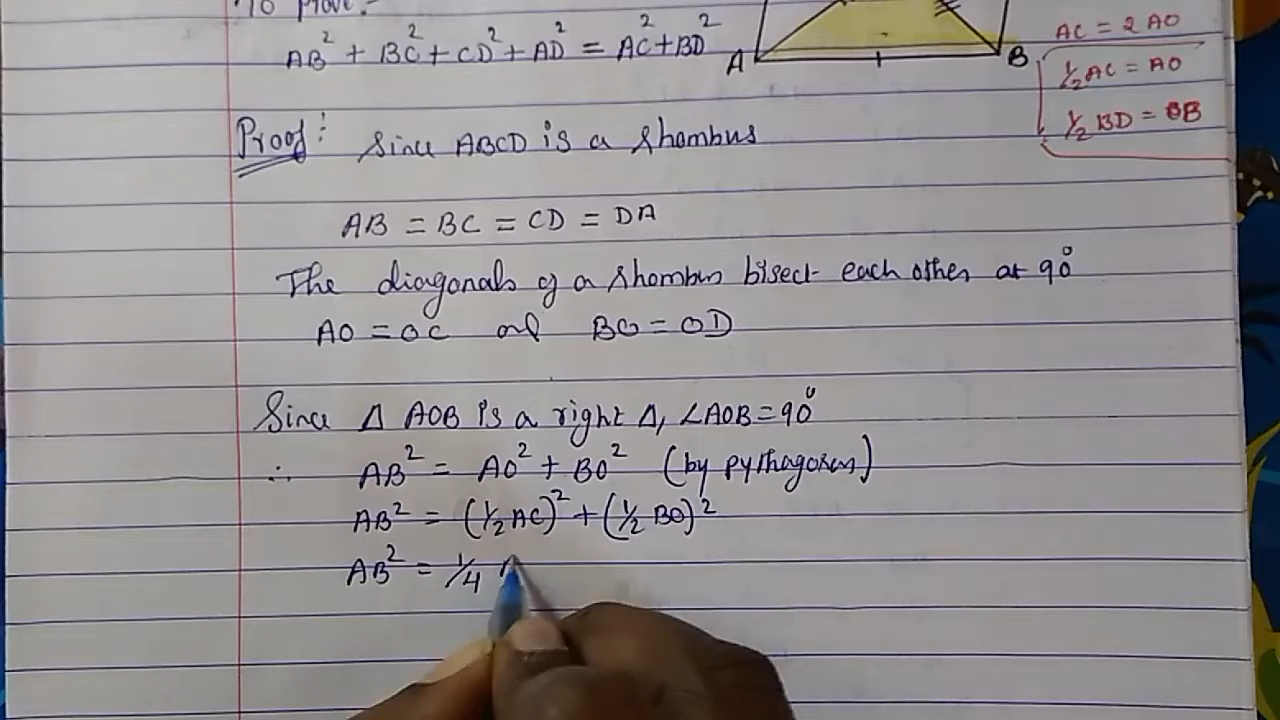 To Prove:-
AB² + BC² + CD² + AD² = AC² + BD²
A B
AC = 2 AO
½ AC = AO
½ BD = OB
Proof: Since ABCD is a rhombus
AB = BC = CD = DA
The diagonals of a rhombus bisect each other at 90°
AO = OC and BO = OD
Since Δ AOB is a right Δ, ∠AOB = 90°
∴ AB² = AO² + BO² (by pythagoras)
AB² = (½ AC)² + (½ BO)²
AB² = ¼ A